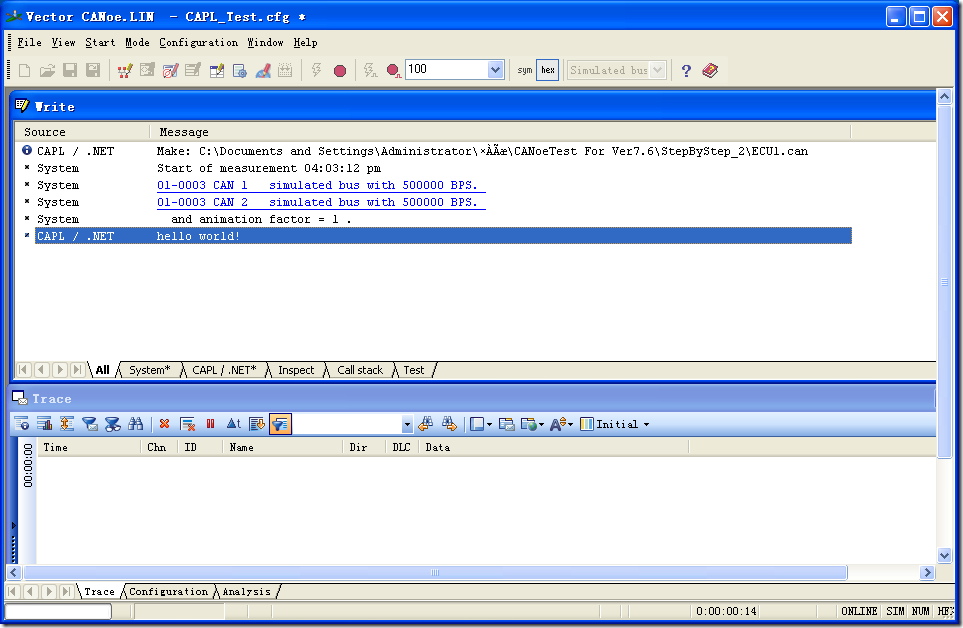 Vector CANoe.LIN - CAPL_Test.cfg *
File View Start Mode Configuration Window Help
100 sym hex Simulated bus ?
Write
Source Message
CAPL / .NET Make: C:\Documents and Settings\Administrator\×ÀÃæ\CANoeTest For Ver7.6\StepByStep_2\ECU1.can
System Start of measurement 04:03:12 pm
System 01-0003 CAN 1 simulated bus with 500000 BPS.
System 01-0003 CAN 2 simulated bus with 500000 BPS.
System and animation factor = 1 .
CAPL / .NET hello world!
All System* CAPL / .NET* Inspect Call stack Test
Trace
Δt Initial
Time Chn ID Name Dir DLC Data
00:00:00
Trace Configuration Analysis
0:00:00:14 ONLINE SIM NUM HEX